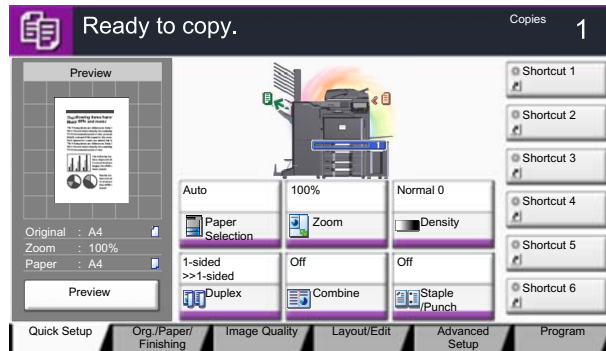 Ready to copy.
Copies 1
Preview
Original : A4
Zoom : 100%
Paper : A4
Preview
1
Auto
Paper
Selection
100%
Zoom
Normal 0
Density
1-sided
>>1-sided
Duplex
Off
Combine
Off
Staple
/Punch
Shortcut 1
Shortcut 2
Shortcut 3
Shortcut 4
Shortcut 5
Shortcut 6
Quick Setup
Org./Paper/
Finishing
Image Quality
Layout/Edit
Advanced
Setup
Program